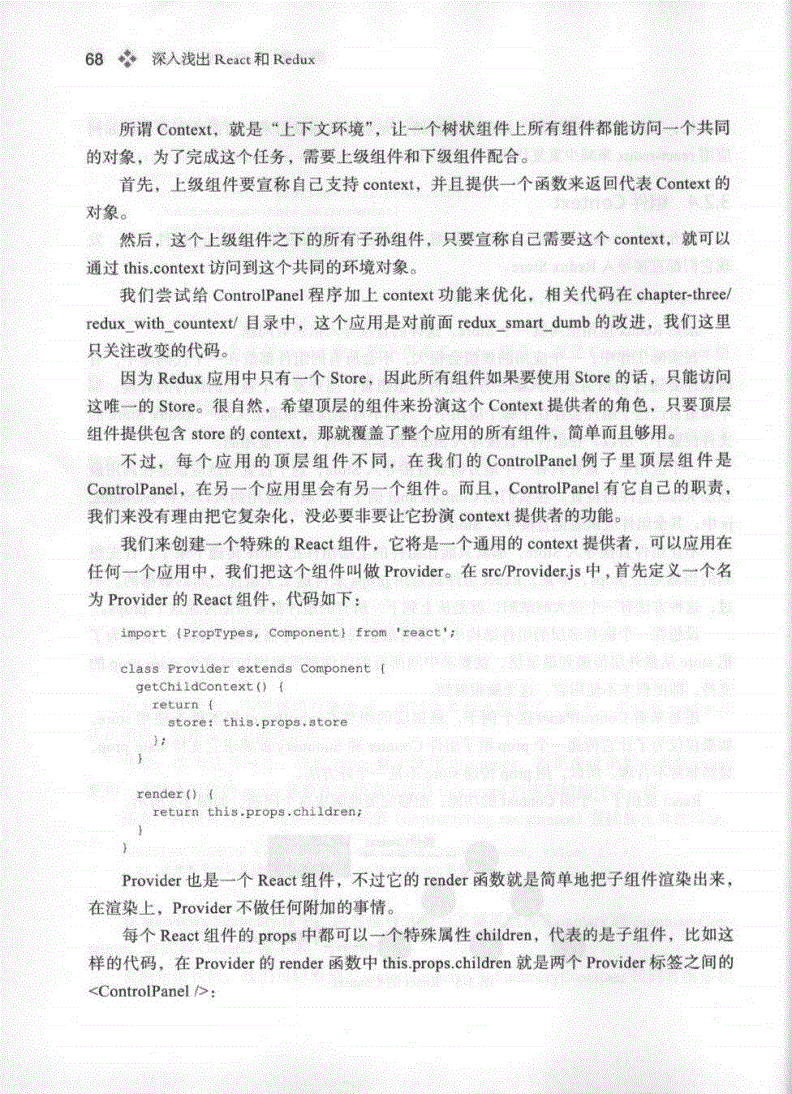 68 深入浅出 React 和 Redux
所谓 Context，就是“上下文环境”，让一个树状组件上所有组件都能访问一个共同
的对象，为了完成这个任务，需要上级组件和下级组件配合。
首先，上级组件要宣称自己支持 context，并且提供一个函数来返回代表 Context 的
对象。
然后，这个上级组件之下的所有子孙组件，只要宣称自己需要这个 context，就可以
通过 this.context 访问到这个共同的环境对象。
我们尝试给 ControlPanel 程序加上 context 功能来优化，相关代码在 chapter-three/
redux_with_countext/ 目录中，这个应用是对前面 redux_smart_dumb 的改进，我们这里
只关注改变的代码。
因为 Redux 应用中只有一个 Store，因此所有组件如果要使用 Store 的话，只能访问
这唯一的 Store。很自然，希望顶层的组件来扮演这个 Context 提供者的角色，只要顶层
组件提供包含 store 的 context，那就覆盖了整个应用的所有组件，简单而且够用。
不过，每个应用的顶层组件不同，在我们的 ControlPanel 例子里顶层组件是
ControlPanel，在另一个应用里会有另一个组件。而且，ControlPanel 有它自己的职责，
我们来没有理由把它复杂化，没必要非要让它扮演 context 提供者的功能。
我们来创建一个特殊的 React 组件，它将是一个通用的 context 提供者，可以应用在
任何一个应用中，我们把这个组件叫做 Provider。在 src/Provider.js 中，首先定义一个名
为 Provider 的 React 组件，代码如下：
import {PropTypes, Component} from 'react';
class Provider extends Component {
getChildContext() {
return {
store: this.props.store
};
}
render() {
return this.props.children;
}
}
Provider 也是一个 React 组件，不过它的 render 函数就是简单地把子组件渲染出来，
在渲染上，Provider 不做任何附加的事情。
每个 React 组件的 props 中都可以一个特殊属性 children，代表的是子组件，比如这
样的代码，在 Provider 的 render 函数中 this.props.children 就是两个 Provider 标签之间的
<ControlPanel />：